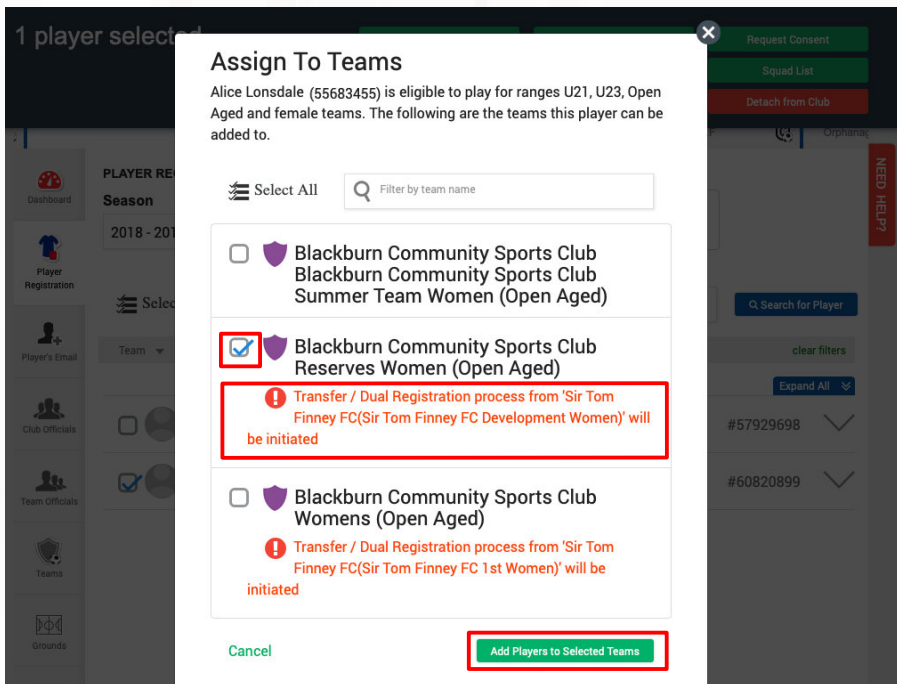 1 player select
Request Consent
Squad List
Detach from Club
Assign To Teams
Alice Lonsdale (55683455) is eligible to play for ranges U21, U23, Open
Aged and female teams. The following are the teams this player can be
added to.
Select All
Filter by team name
Blackburn Community Sports Club
Blackburn Community Sports Club
Summer Team Women (Open Aged)
Blackburn Community Sports Club
Reserves Women (Open Aged)
Transfer / Dual Registration process from 'Sir Tom
Finney FC(Sir Tom Finney FC Development Women)' will
be initiated
Blackburn Community Sports Club
Womens (Open Aged)
Transfer / Dual Registration process from 'Sir Tom
Finney FC(Sir Tom Finney FC 1st Women)' will be
initiated
Cancel
Add Players to Selected Teams
Dashboard
Player
Registration
Player's Email
Club Officials
Team Officials
Teams
Grounds
PLAYER RE
Season
2018 - 201
Selec
Team
Orphanag
NEED HELP?
Search for Player
clear filters
Expand All
#57929698
#60820899